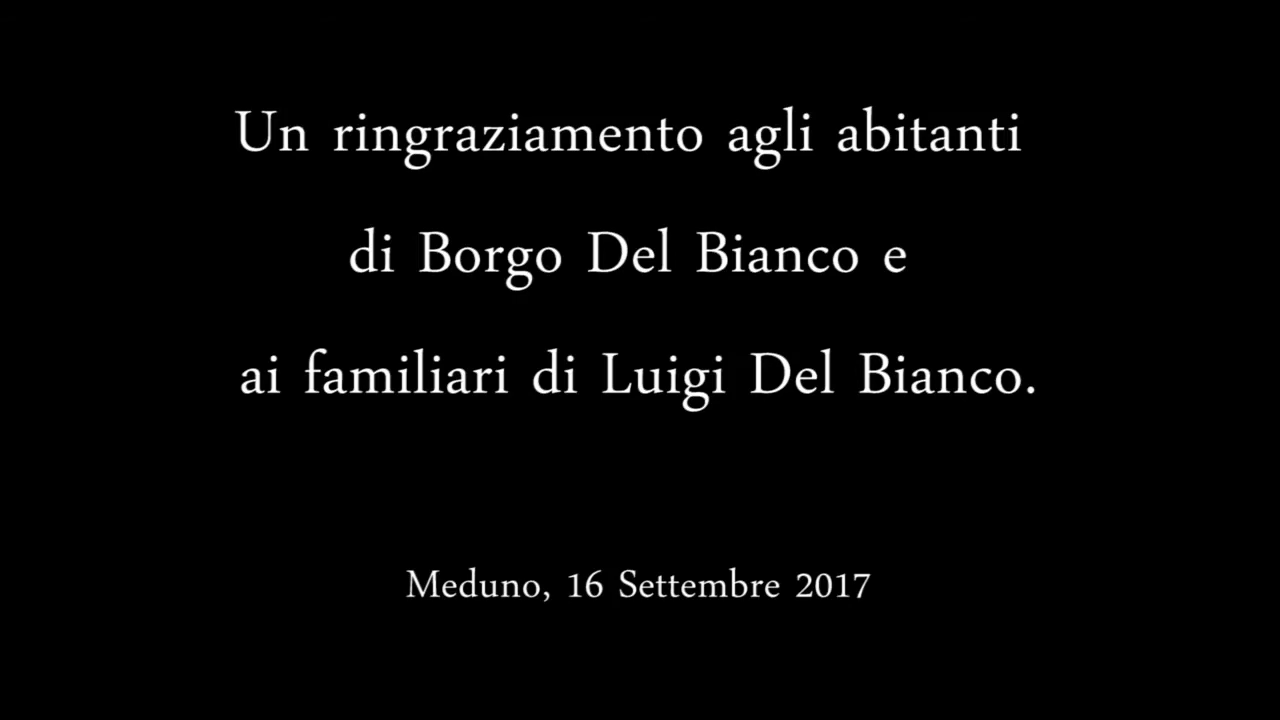 Un ringraziamento agli abitanti
di Borgo Del Bianco e
ai familiari di Luigi Del Bianco.
Meduno, 16 Settembre 2017